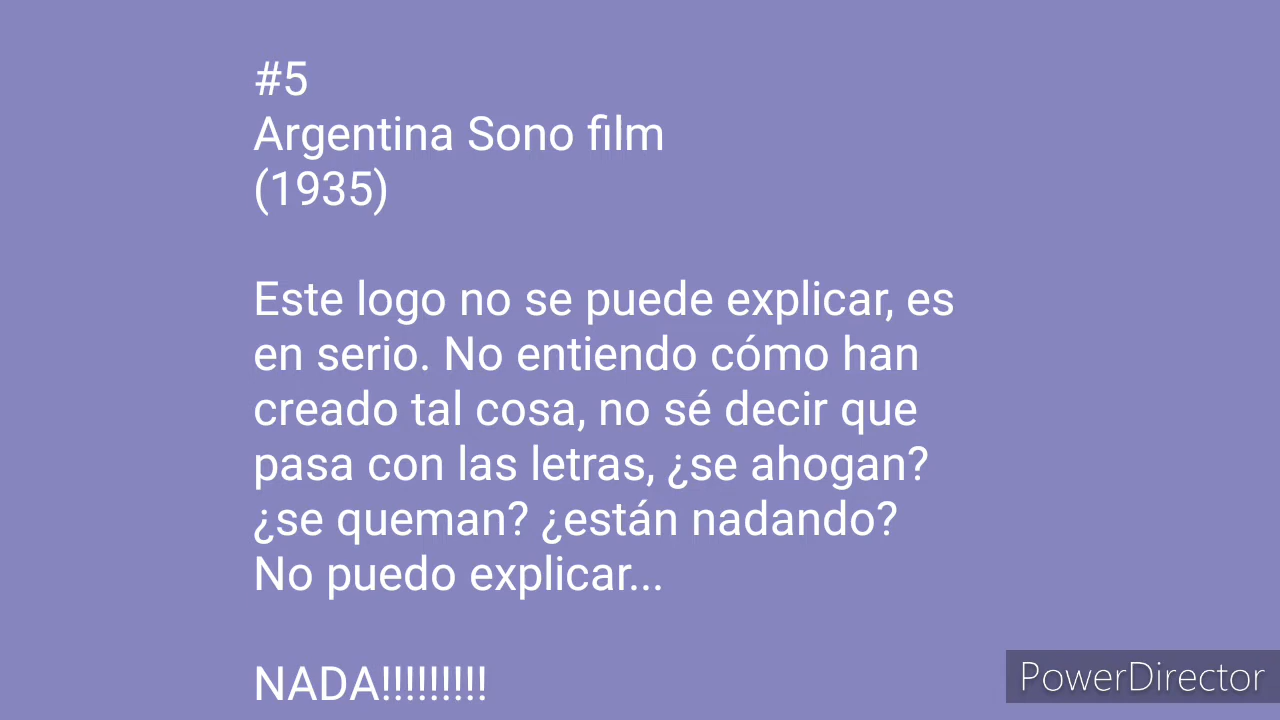 #5
Argentina Sono film
(1935)
Este logo no se puede explicar, es
en serio. No entiendo cómo han
creado tal cosa, no sé decir que
pasa con las letras, ¿se ahogan?
¿se queman? ¿están nadando?
No puedo explicar...
NADA!!!!!!!!!
PowerDirector